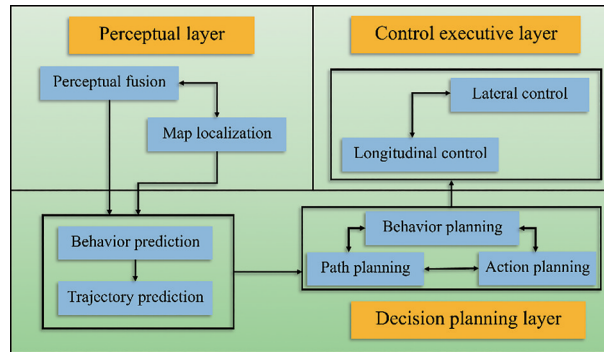 Perceptual layer
Perceptual fusion
Map localization
Control executive layer
Lateral control
Longitudinal control
Behavior prediction
Trajectory prediction
Behavior planning
Path planning
Action planning
Decision planning layer